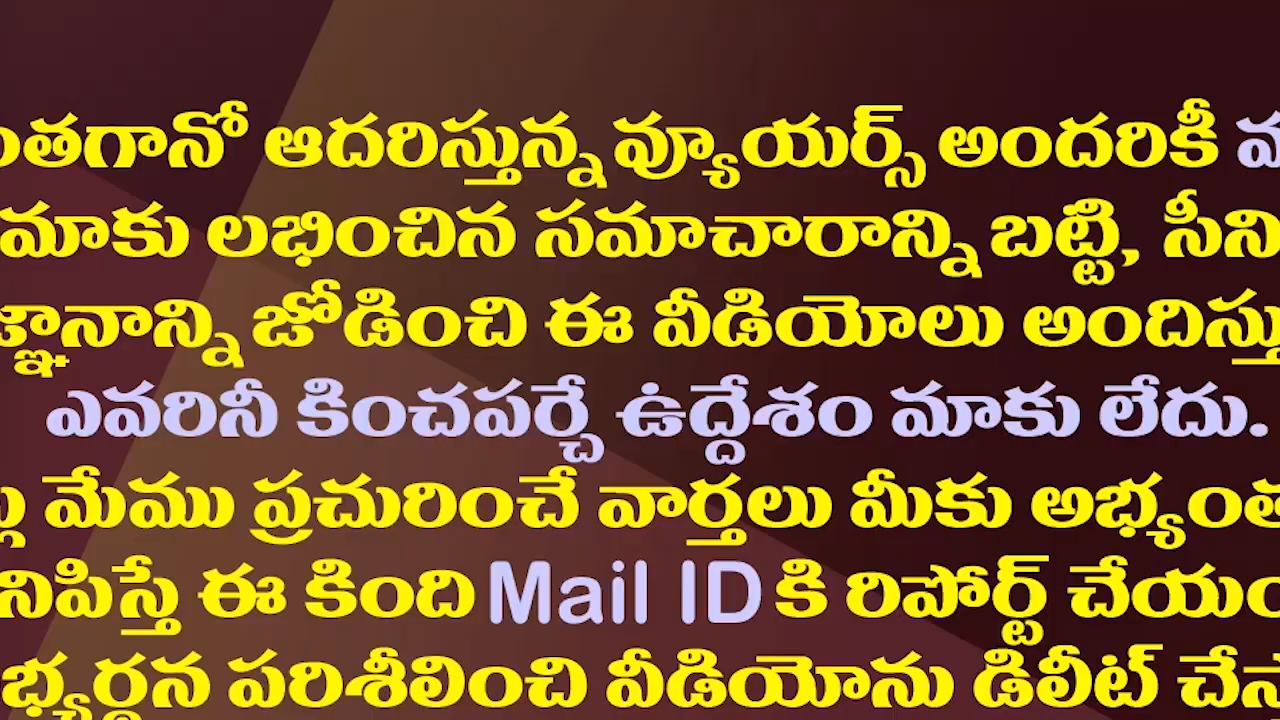 ంతగానో ఆదరిస్తున్న వ్యూయర్స్ అందరికీ
మాకు లభించిన సమాచారాన్ని బట్టి, సీని
జ్ఞానాన్ని జోడించి ఈ వీడియోలు అందిస్తు
ఎవరినీ కించపర్చే ఉద్దేశం మాకు లేదు.
మేము ప్రచురించే వార్తలు మీకు అభ్యంత
నిపిస్తే ఈ కింది Mail ID కి రిపోర్ట్ చేయం
భ్యర్థన పరిశీలించి వీడియోను డిలీట్ చేస